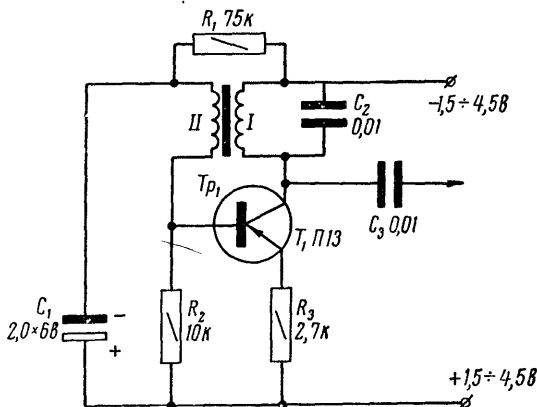 R₁ 75к
II
I
C₂
0,01
−1,5÷4,5в
Тр₁
C₃ 0,01
T₁ П13
C₁
2,0×6в
−
+
R₂
10к
R₃
2,7к
+1,5÷4,5в